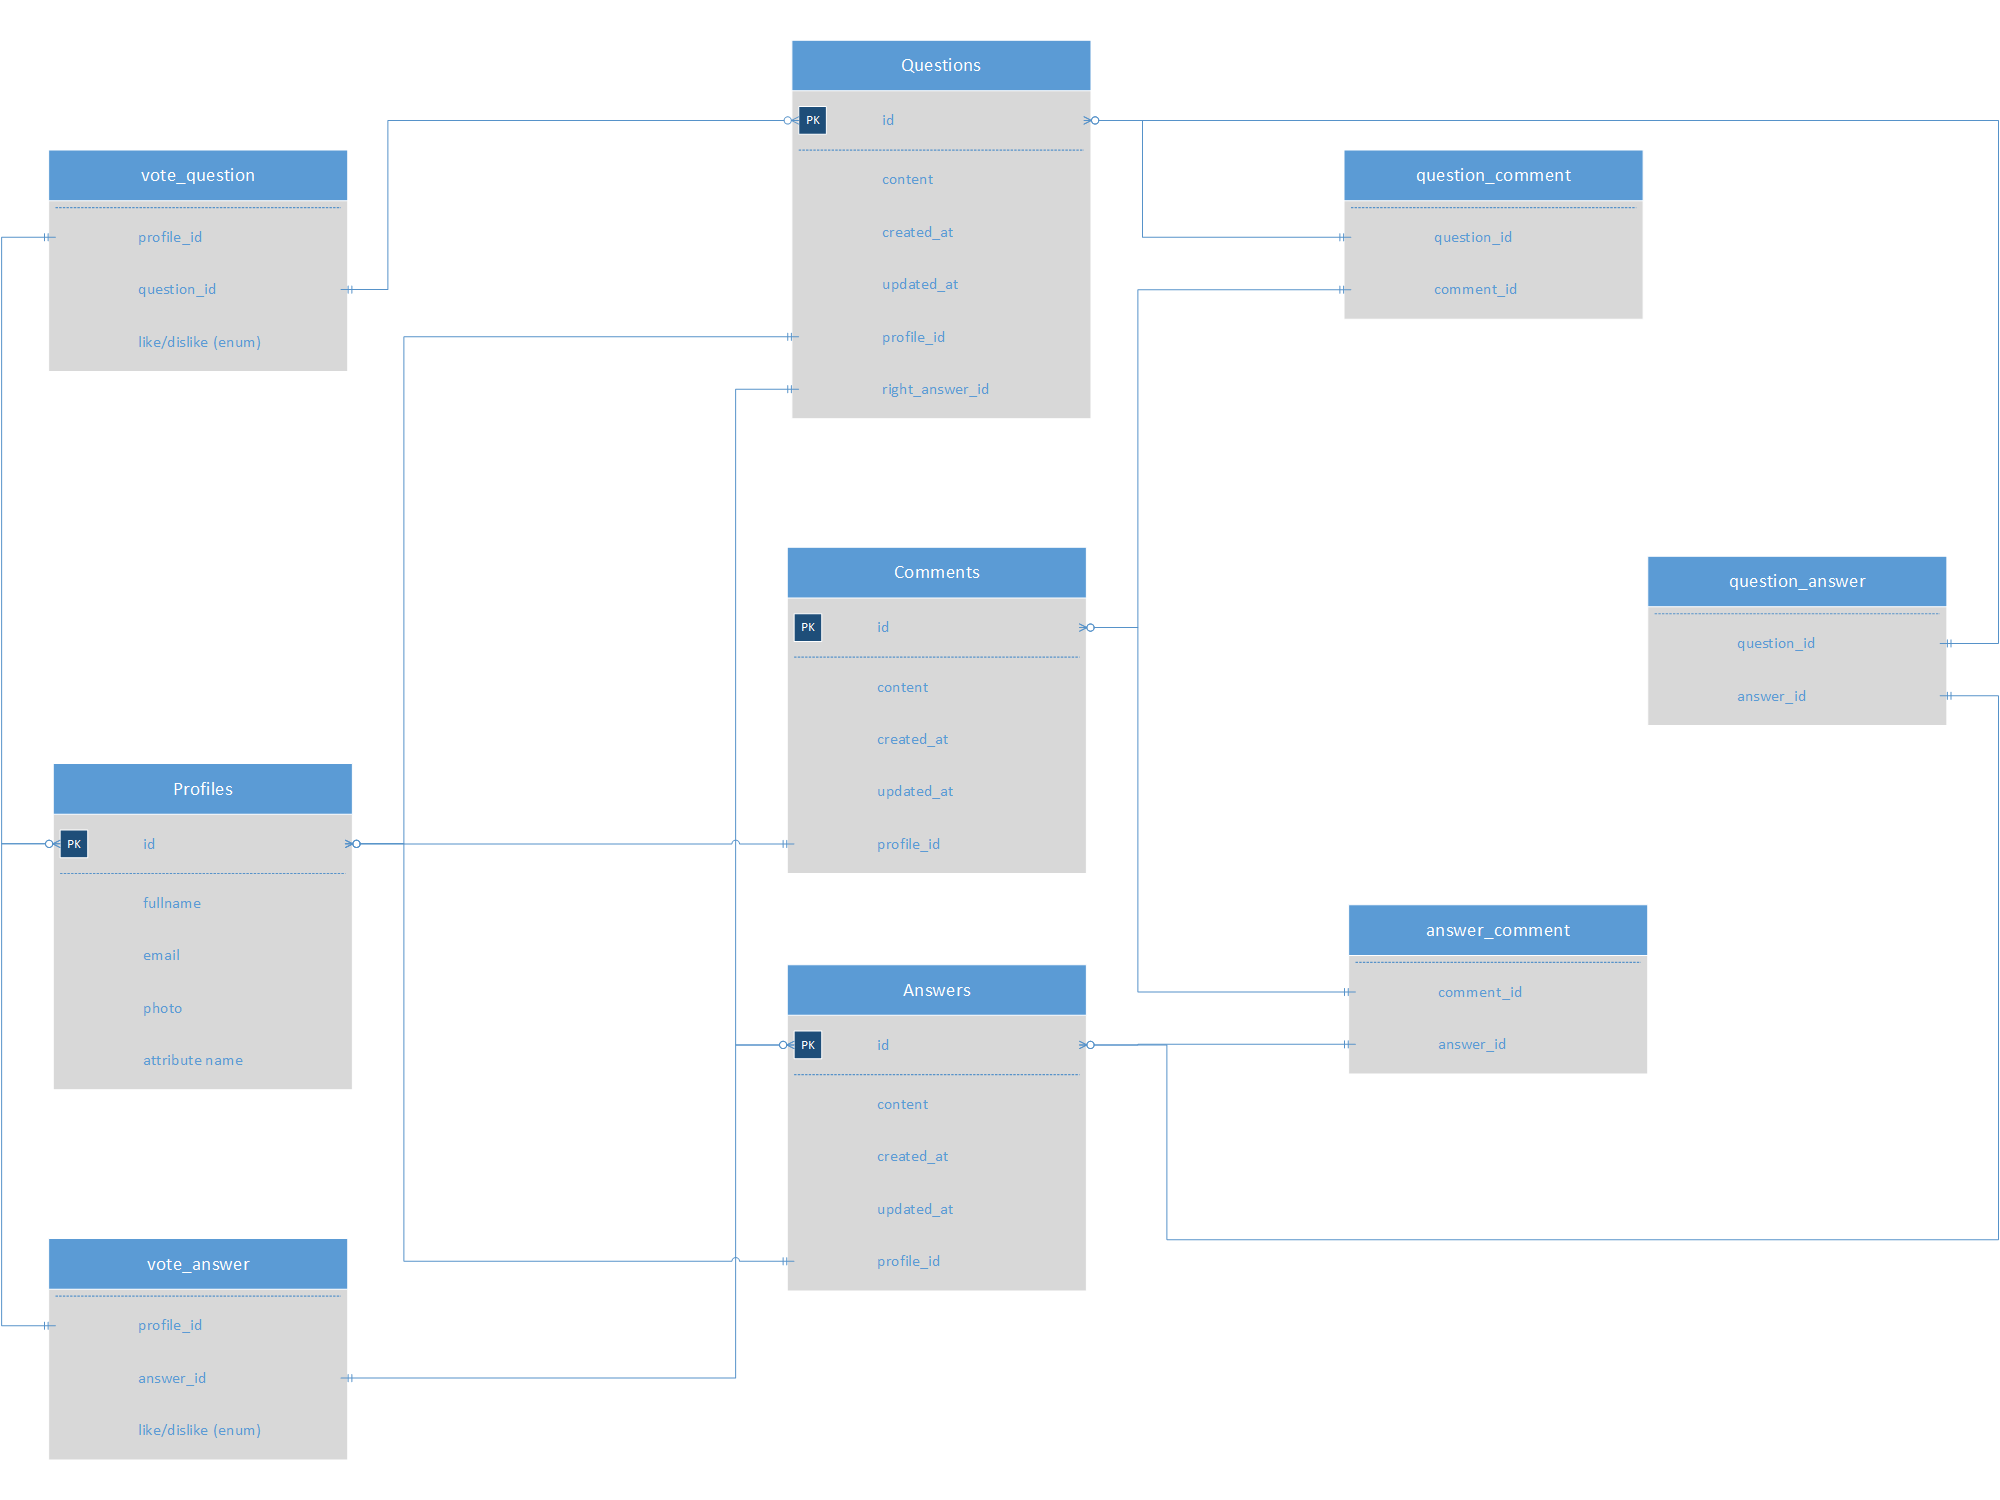 Questions
PK id
content
created_at
updated_at
profile_id
right_answer_id
vote_question
profile_id
question_id
like/dislike (enum)
question_comment
question_id
comment_id
Comments
PK id
content
created_at
updated_at
profile_id
question_answer
question_id
answer_id
Profiles
PK id
fullname
email
photo
attribute name
answer_comment
comment_id
answer_id
Answers
PK id
content
created_at
updated_at
profile_id
vote_answer
profile_id
answer_id
like/dislike (enum)